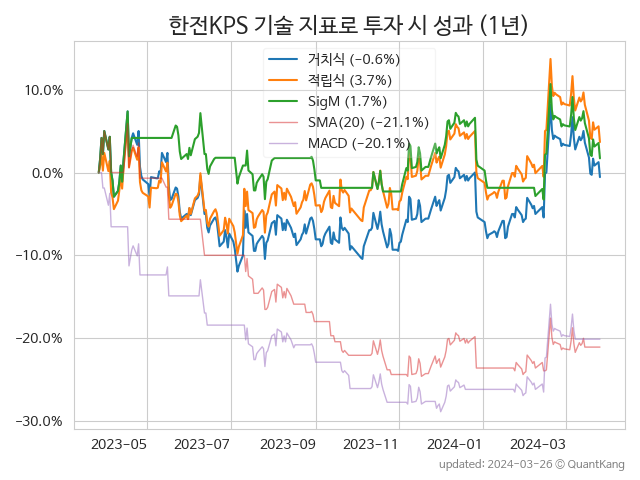 한전KPS 기술 지표로 투자 시 성과 (1년)
거치식 (−0.6%)
적립식 (3.7%)
SigM (1.7%)
SMA(20) (−21.1%)
MACD (−20.1%)
10.0%
0.0%
−10.0%
−20.0%
−30.0%
2023−05 2023−07 2023−09 2023−11 2024−01 2024−03
updated: 2024-03-26 © QuantKang